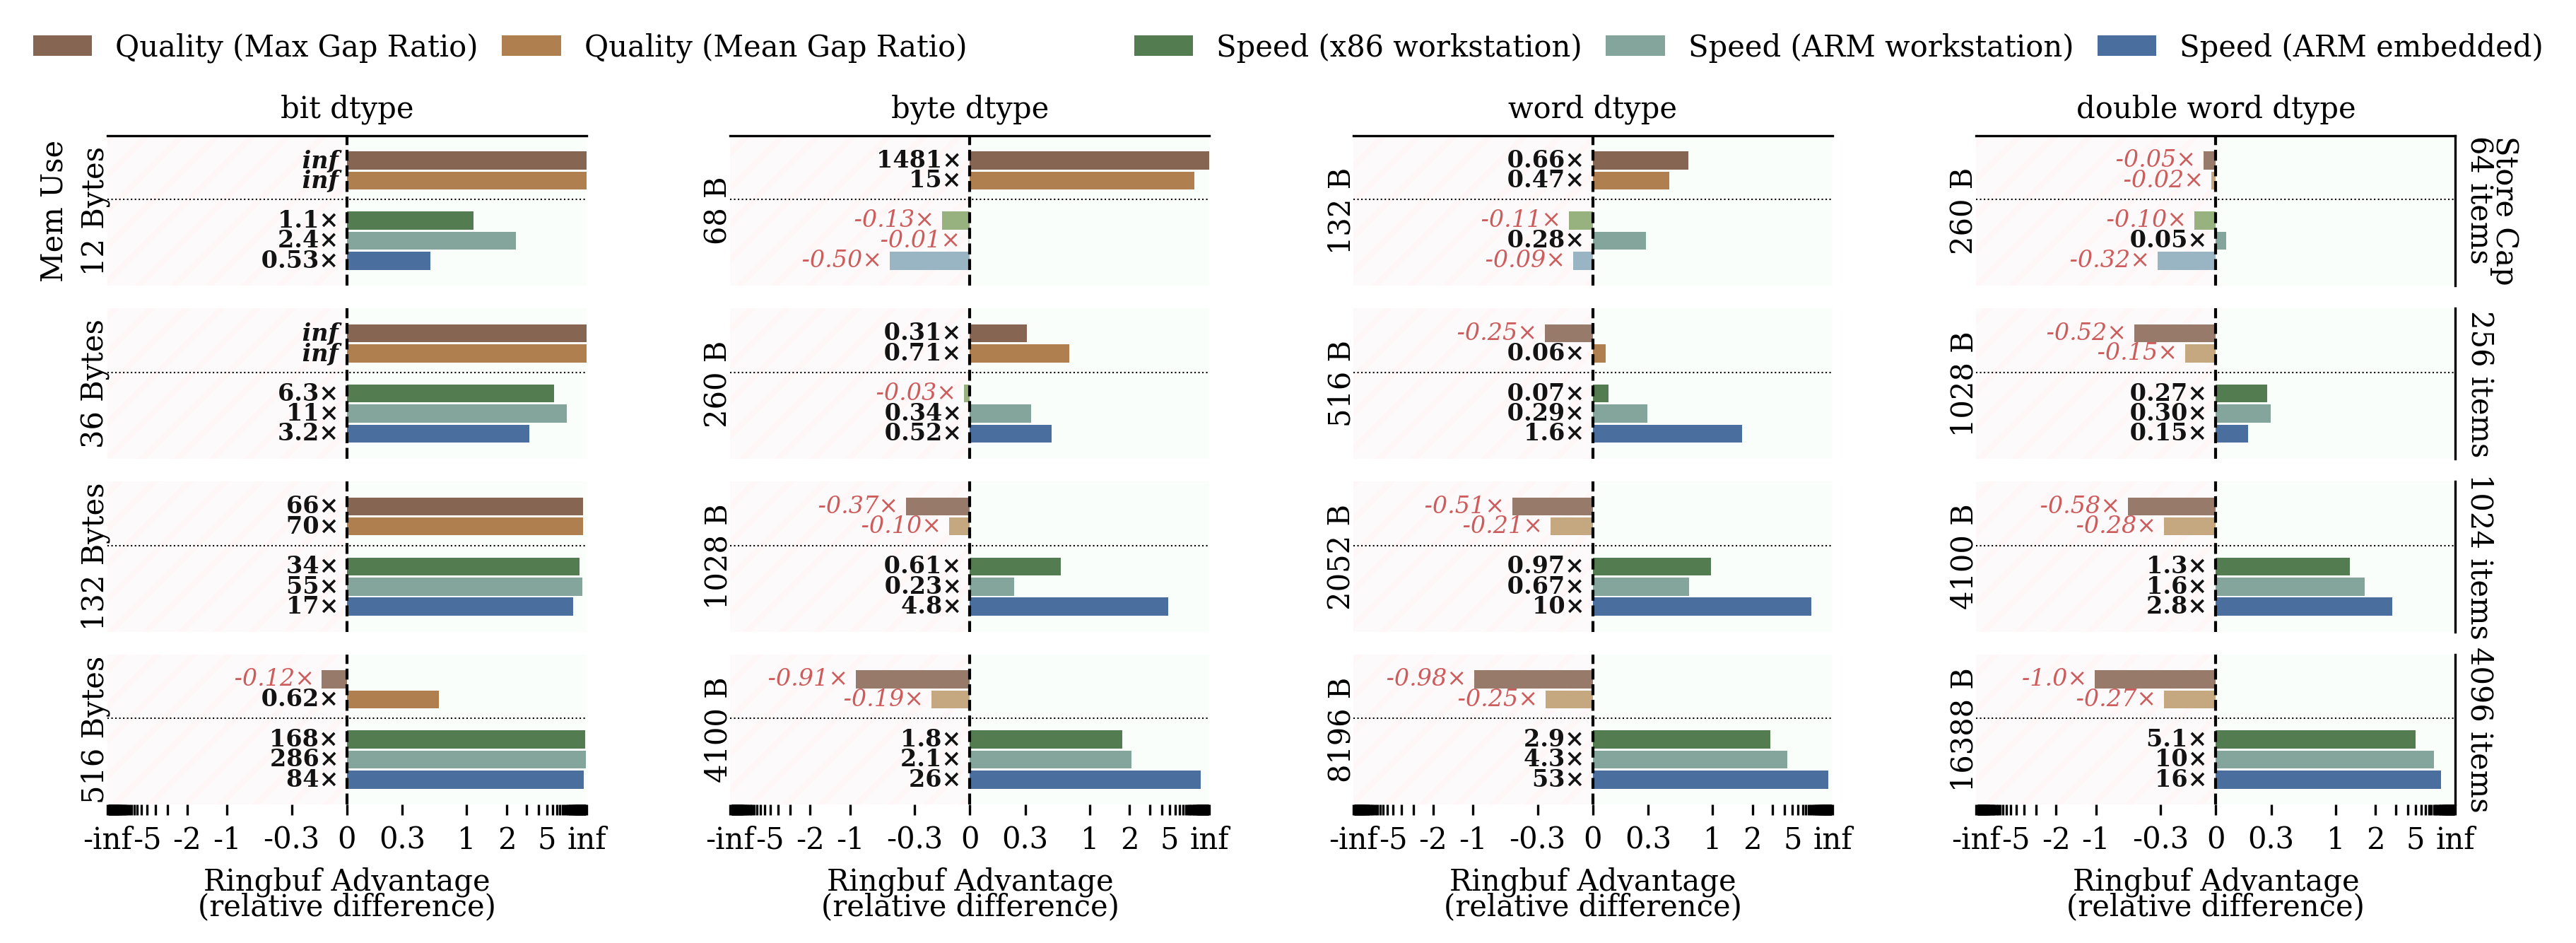 Quality (Max Gap Ratio) Quality (Mean Gap Ratio) Speed (x86 workstation) Speed (ARM workstation) Speed (ARM embedded)
bit dtype byte dtype word dtype double word dtype
Mem Use
12 Bytes
inf
inf
1.1×
2.4×
0.53×
68 B
1481×
15×
-0.13×
-0.01×
-0.50×
132 B
0.66×
0.47×
-0.11×
0.28×
-0.09×
260 B
-0.05×
-0.02×
-0.10×
0.05×
-0.32×
Store Cap
64 items
36 Bytes
inf
inf
6.3×
11×
3.2×
260 B
0.31×
0.71×
-0.03×
0.34×
0.52×
516 B
-0.25×
0.06×
0.07×
0.29×
1.6×
1028 B
-0.52×
-0.15×
0.27×
0.30×
0.15×
256 items
132 Bytes
66×
70×
34×
55×
17×
1028 B
-0.37×
-0.10×
0.61×
0.23×
4.8×
2052 B
-0.51×
-0.21×
0.97×
0.67×
10×
4100 B
-0.58×
-0.28×
1.3×
1.6×
2.8×
1024 items
516 Bytes
-0.12×
0.62×
168×
286×
84×
4100 B
-0.91×
-0.19×
1.8×
2.1×
26×
8196 B
-0.98×
-0.25×
2.9×
4.3×
53×
16388 B
-1.0×
-0.27×
5.1×
10×
16×
4096 items
-inf -5 -2 -1 -0.3 0 0.3 1 2 5 inf
-inf -5 -2 -1 -0.3 0 0.3 1 2 5 inf
-inf -5 -2 -1 -0.3 0 0.3 1 2 5 inf
-inf -5 -2 -1 -0.3 0 0.3 1 2 5 inf
Ringbuf Advantage
(relative difference)
Ringbuf Advantage
(relative difference)
Ringbuf Advantage
(relative difference)
Ringbuf Advantage
(relative difference)